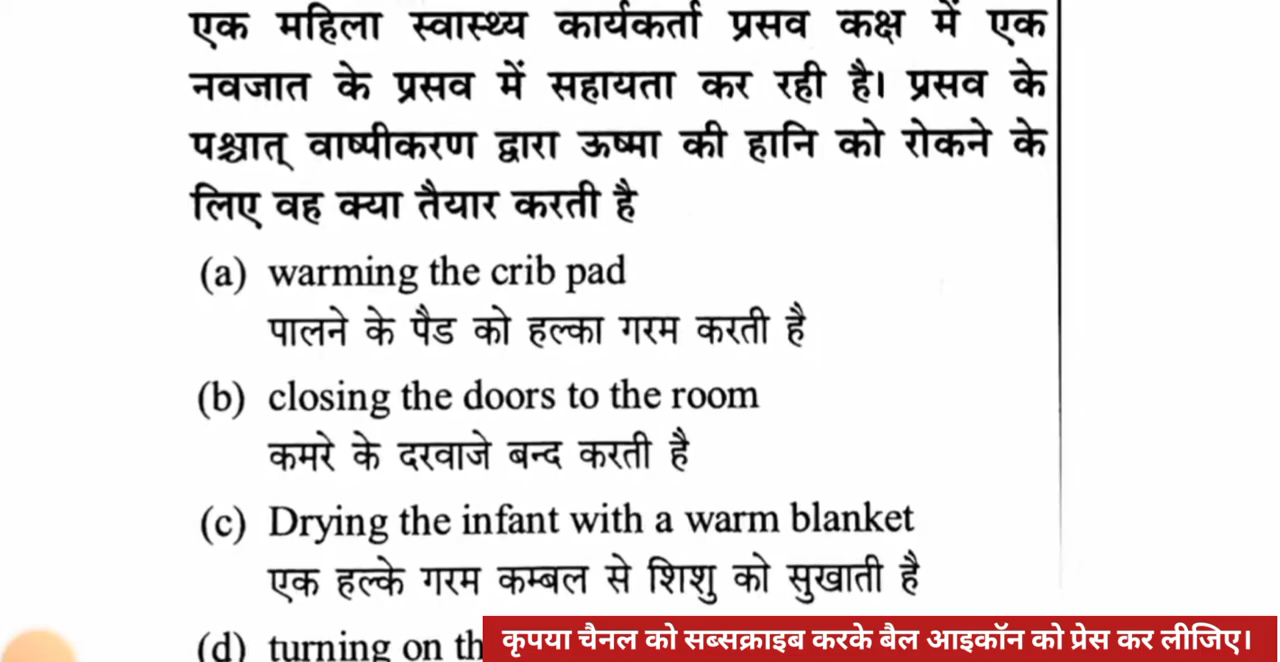 एक महिला स्वास्थ्य कार्यकर्ता प्रसव कक्ष में एक
नवजात के प्रसव में सहायता कर रही है। प्रसव के
पश्चात् वाष्पीकरण द्वारा ऊष्मा की हानि को रोकने के
लिए वह क्या तैयार करती है
(a) warming the crib pad
पालने के पैड को हल्का गरम करती है
(b) closing the doors to the room
कमरे के दरवाजे बन्द करती है
(c) Drying the infant with a warm blanket
एक हल्के गरम कम्बल से शिशु को सुखाती है
(d) turning on th
कृपया चैनल को सब्सक्राइब करके बैल आइकॉन को प्रेस कर लीजिए।